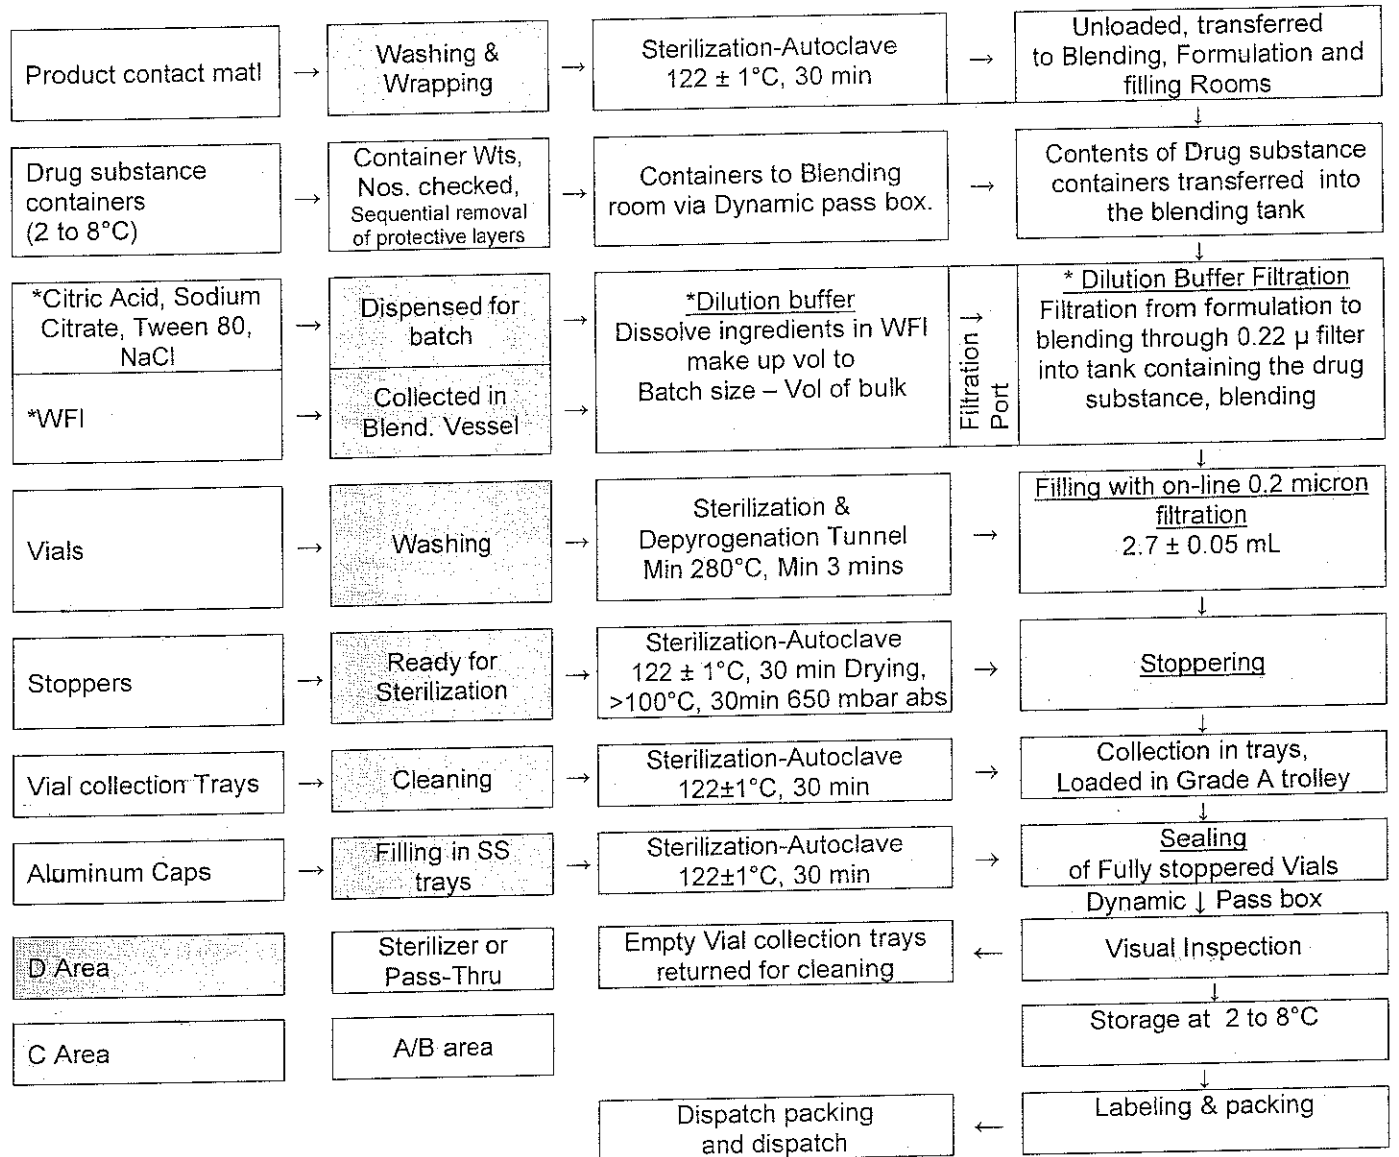 Product contact matl
→
Washing &
Wrapping
→
Sterilization-Autoclave
122 ± 1°C, 30 min
→
Unloaded, transferred
to Blending, Formulation and
filling Rooms
↓
Drug substance
containers
(2 to 8°C)
→
Container Wts,
Nos. checked,
Sequential removal
of protective layers
→
Containers to Blending
room via Dynamic pass box.
→
Contents of Drug substance
containers transferred into
the blending tank
↓
*Citric Acid, Sodium
Citrate, Tween 80,
NaCl
→
Dispensed for
batch
→
*WFI
→
Collected in
Blend. Vessel
→
*Dilution buffer
Dissolve ingredients in WFI
make up vol to
Batch size – Vol of bulk
Filtration →
Port
* Dilution Buffer Filtration
Filtration from formulation to
blending through 0.22 µ filter
into tank containing the drug
substance, blending
↓
Vials
→
Washing
→
Sterilization &
Depyrogenation Tunnel
Min 280°C, Min 3 mins
→
Filling with on-line 0.2 micron
filtration
2.7 ± 0.05 mL
↓
Stoppers
→
Ready for
Sterilization
→
Sterilization-Autoclave
122 ± 1°C, 30 min Drying,
>100°C, 30min 650 mbar abs
→
Stoppering
↓
Vial collection Trays
→
Cleaning
→
Sterilization-Autoclave
122±1°C, 30 min
→
Collection in trays,
Loaded in Grade A trolley
↓
Aluminum Caps
→
Filling in SS
trays
→
Sterilization-Autoclave
122±1°C, 30 min
→
Sealing
of Fully stoppered Vials
Dynamic ↓ Pass box
D Area
Sterilizer or
Pass-Thru
Empty Vial collection trays
returned for cleaning
←
Visual Inspection
↓
C Area
A/B area
Storage at 2 to 8°C
↓
Dispatch packing
and dispatch
←
Labeling & packing